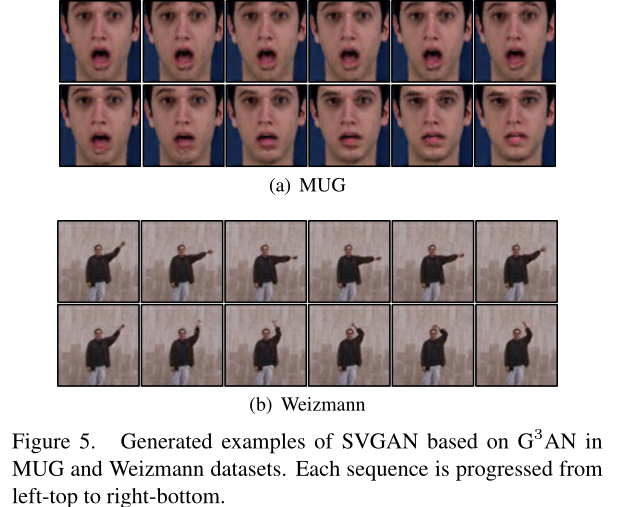 (a) MUG
(b) Weizmann
Figure 5. Generated examples of SVGAN based on G³AN in
MUG and Weizmann datasets. Each sequence is progressed from
left-top to right-bottom.